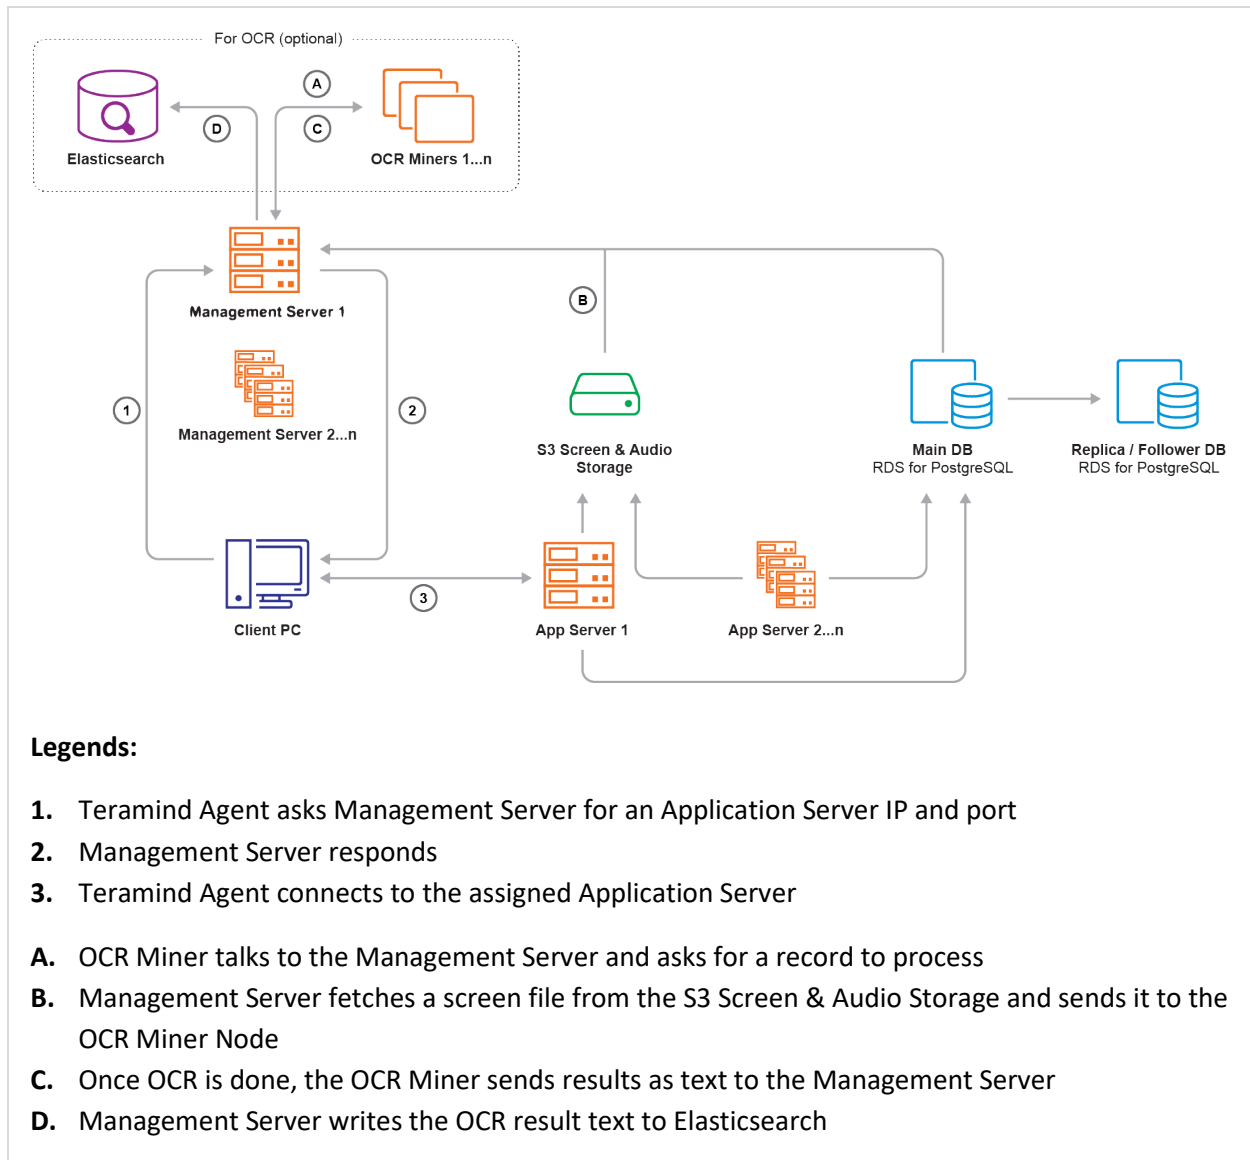 For OCR (optional)
A
D
C
Elasticsearch
OCR Miners 1...n
B
Management Server 1
1
2
Management Server 2...n
S3 Screen & Audio
Storage
Main DB
RDS for PostgreSQL
Replica / Follower DB
RDS for PostgreSQL
3
Client PC
App Server 1
App Server 2...n
Legends:
1. Teramind Agent asks Management Server for an Application Server IP and port
2. Management Server responds
3. Teramind Agent connects to the assigned Application Server
A. OCR Miner talks to the Management Server and asks for a record to process
B. Management Server fetches a screen file from the S3 Screen & Audio Storage and sends it to the
OCR Miner Node
C. Once OCR is done, the OCR Miner sends results as text to the Management Server
D. Management Server writes the OCR result text to Elasticsearch